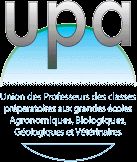 upa
Union des Professeurs des classes
préparatoires aux grandes écoles
Agronomiques, Biologiques,
Géologiques et Vétérinaires